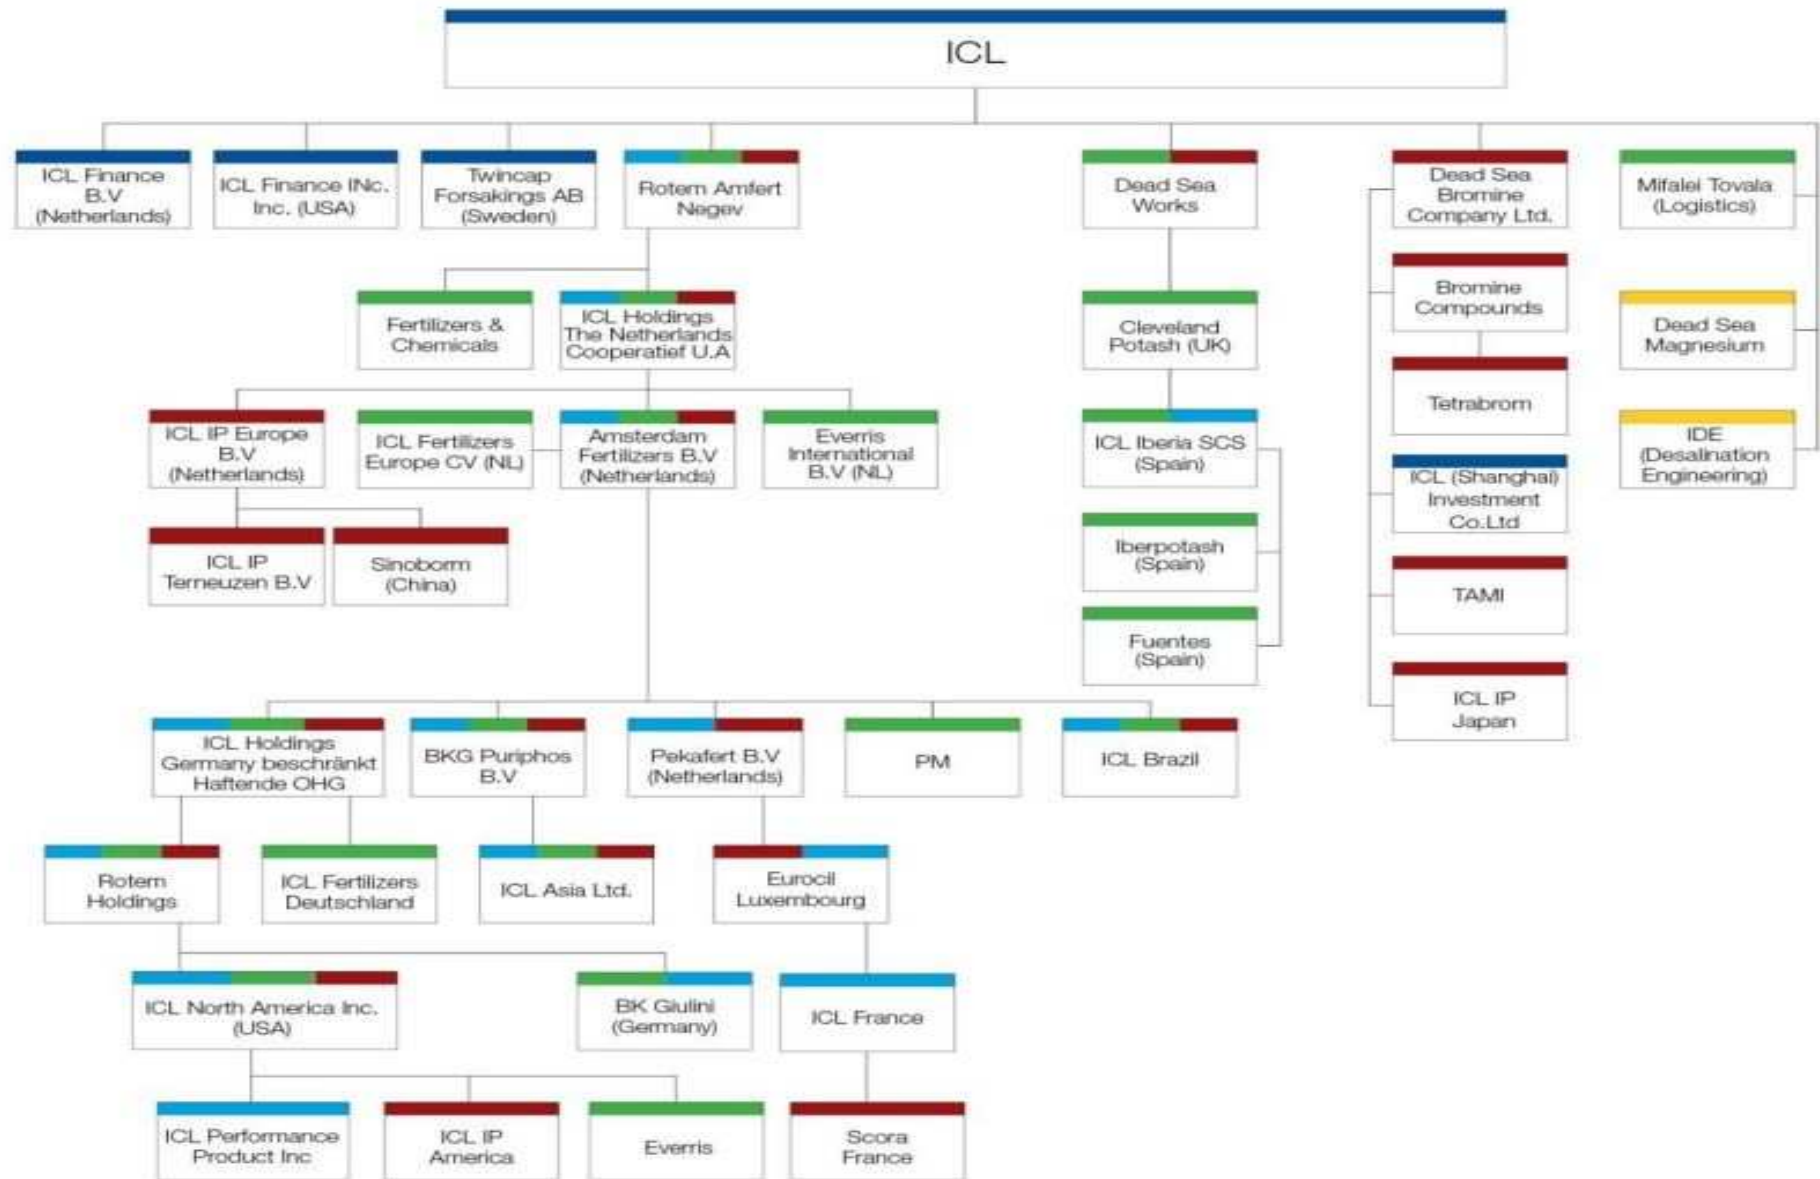 ICL
ICL Finance
B.V
(Netherlands)
ICL Finance INc.
Inc. (USA)
Twincap
Forsakings AB
(Sweden)
Rotem Amfert
Negev
Dead Sea
Works
Dead Sea
Bromine
Company Ltd.
Mifalei Tovala
(Logistics)
Fertilizers &
Chemicals
ICL Holdings
The Netherlands
Cooperatief U.A
Cleveland
Potash (UK)
Bromine
Compounds
Dead Sea
Magnesium
Tetrabrom
ICL IP Europe
B.V
(Netherlands)
ICL Fertilizers
Europe CV (NL)
Amsterdam
Fertilizers B.V
(Netherlands)
Everris
International
B.V (NL)
ICL Iberia SCS
(Spain)
IDE
(Desalination
Engineering)
ICL (Shanghai)
Investment
Co.Ltd
ICL IP
Terneuzen B.V
Sinoborm
(China)
Iberpotash
(Spain)
TAMI
Fuentes
(Spain)
ICL IP
Japan
ICL Holdings
Germany beschränkt
Haftende OHG
BKG Puriphos
B.V
Pekafert B.V
(Netherlands)
PM
ICL Brazil
Rotem
Holdings
ICL Fertilizers
Deutschland
ICL Asia Ltd.
Eurocil
Luxembourg
ICL North America Inc.
(USA)
BK Giulini
(Germany)
ICL France
ICL Performance
Product Inc
ICL IP
America
Everris
Scora
France